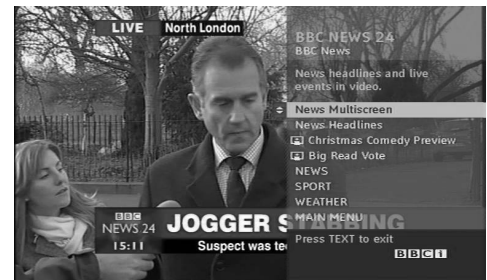 LIVE North London
BBC NEWS 24
BBC News
News headlines and live
events in video.
News Multiscreen
News Headlines
Christmas Comedy Preview
Big Read Vote
NEWS
SPORT
WEATHER
MAIN MENU
Press TEXT to exit
BBC 1
BBC
NEWS 24
15:11
JOGGER STABBING
Suspect was